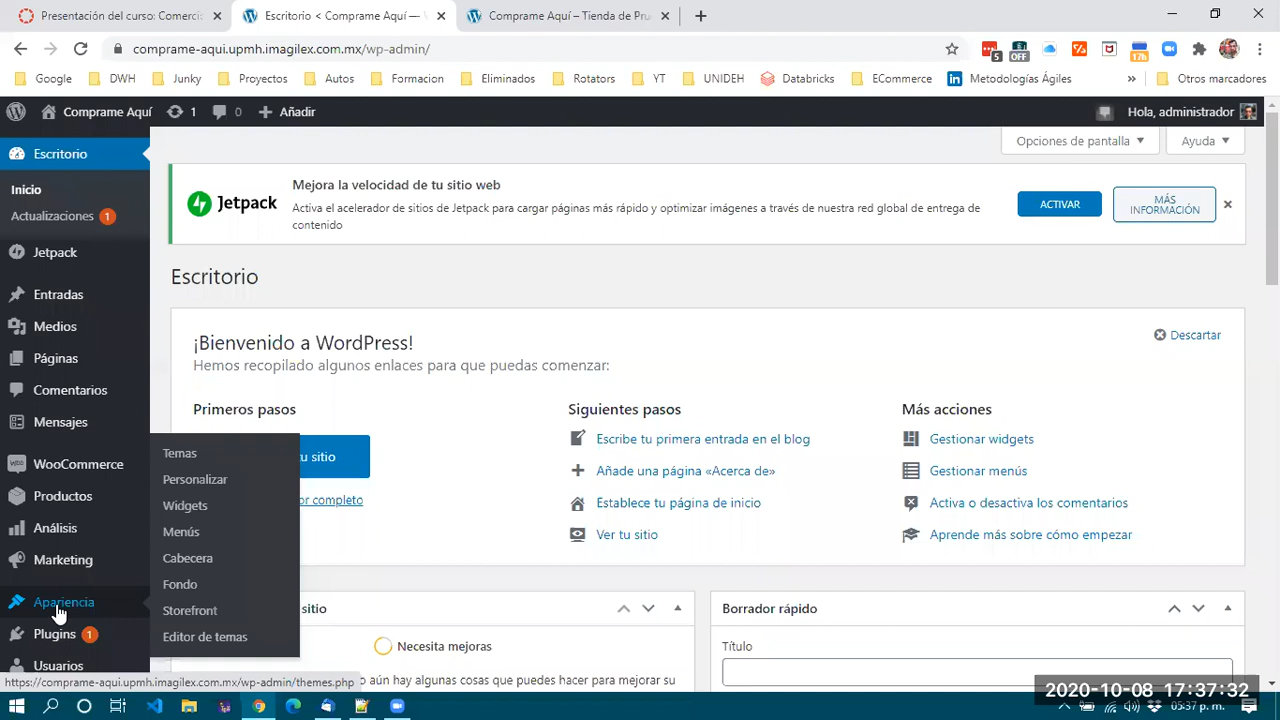 Presentación del curso: Comerci
Escritorio < Comprame Aquí — W
Comprame Aquí – Tienda de Pru
comprame-aqui.upmh.imagilex.com.mx/wp-admin/
5
OFF
17h
Google
DWH
Junky
Proyectos
Autos
Formacion
Eliminados
Rotators
YT
UNIDEH
Databricks
ECommerce
Metodologías Ágiles
»
Otros marcadores
Comprame Aquí
1
0
Añadir
Hola, administrador
Escritorio
Inicio
Actualizaciones 1
Jetpack
Entradas
Medios
Páginas
Comentarios
Mensajes
WooCommerce
Productos
Análisis
Marketing
Apariencia
Plugins 1
Usuarios
Temas
Personalizar
Widgets
Menús
Cabecera
Fondo
Storefront
Editor de temas
Opciones de pantalla
Ayuda
Jetpack
Mejora la velocidad de tu sitio web
Activa el acelerador de sitios de Jetpack para cargar páginas más rápido y optimizar imágenes a través de nuestra red global de entrega de
contenido
ACTIVAR
MÁS
INFORMACIÓN
Escritorio
¡Bienvenido a WordPress!
Hemos recopilado algunos enlaces para que puedas comenzar:
Descartar
Primeros pasos
tu sitio
or completo
Siguientes pasos
Escribe tu primera entrada en el blog
Añade una página «Acerca de»
Establece tu página de inicio
Ver tu sitio
Más acciones
Gestionar widgets
Gestionar menús
Activa o desactiva los comentarios
Aprende más sobre cómo empezar
sitio
Necesita mejoras
aún hay algunas cosas que puedes hacer para mejorar su
Borrador rápido
Título
https://comprame-aqui.upmh.imagilex.com.mx/wp-admin/themes.php
2020-10-08 17:37:32
05:37 p. m.